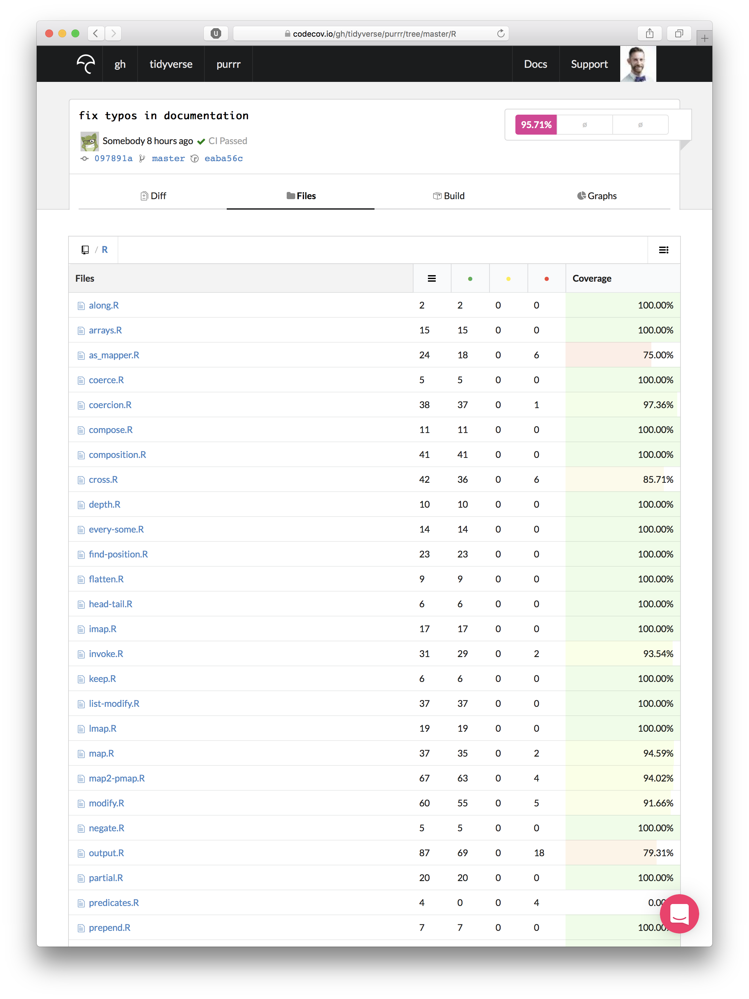 codecov.io/gh/tidyverse/purrr/tree/master/R
gh tidyverse purrr Docs Support
fix typos in documentation
95.71% ø ø
Somebody 8 hours ago CI Passed
097891a master eaba56c
Diff Files Build Graphs
/ R
Files Coverage
along.R 2 2 0 0 100.00%
arrays.R 15 15 0 0 100.00%
as_mapper.R 24 18 0 6 75.00%
coerce.R 5 5 0 0 100.00%
coercion.R 38 37 0 1 97.36%
compose.R 11 11 0 0 100.00%
composition.R 41 41 0 0 100.00%
cross.R 42 36 0 6 85.71%
depth.R 10 10 0 0 100.00%
every-some.R 14 14 0 0 100.00%
find-position.R 23 23 0 0 100.00%
flatten.R 9 9 0 0 100.00%
head-tail.R 6 6 0 0 100.00%
imap.R 17 17 0 0 100.00%
invoke.R 31 29 0 2 93.54%
keep.R 6 6 0 0 100.00%
list-modify.R 37 37 0 0 100.00%
lmap.R 19 19 0 0 100.00%
map.R 37 35 0 2 94.59%
map2-pmap.R 67 63 0 4 94.02%
modify.R 60 55 0 5 91.66%
negate.R 5 5 0 0 100.00%
output.R 87 69 0 18 79.31%
partial.R 20 20 0 0 100.00%
predicates.R 4 0 0 4 0.00
prepend.R 7 7 0 0 100.00